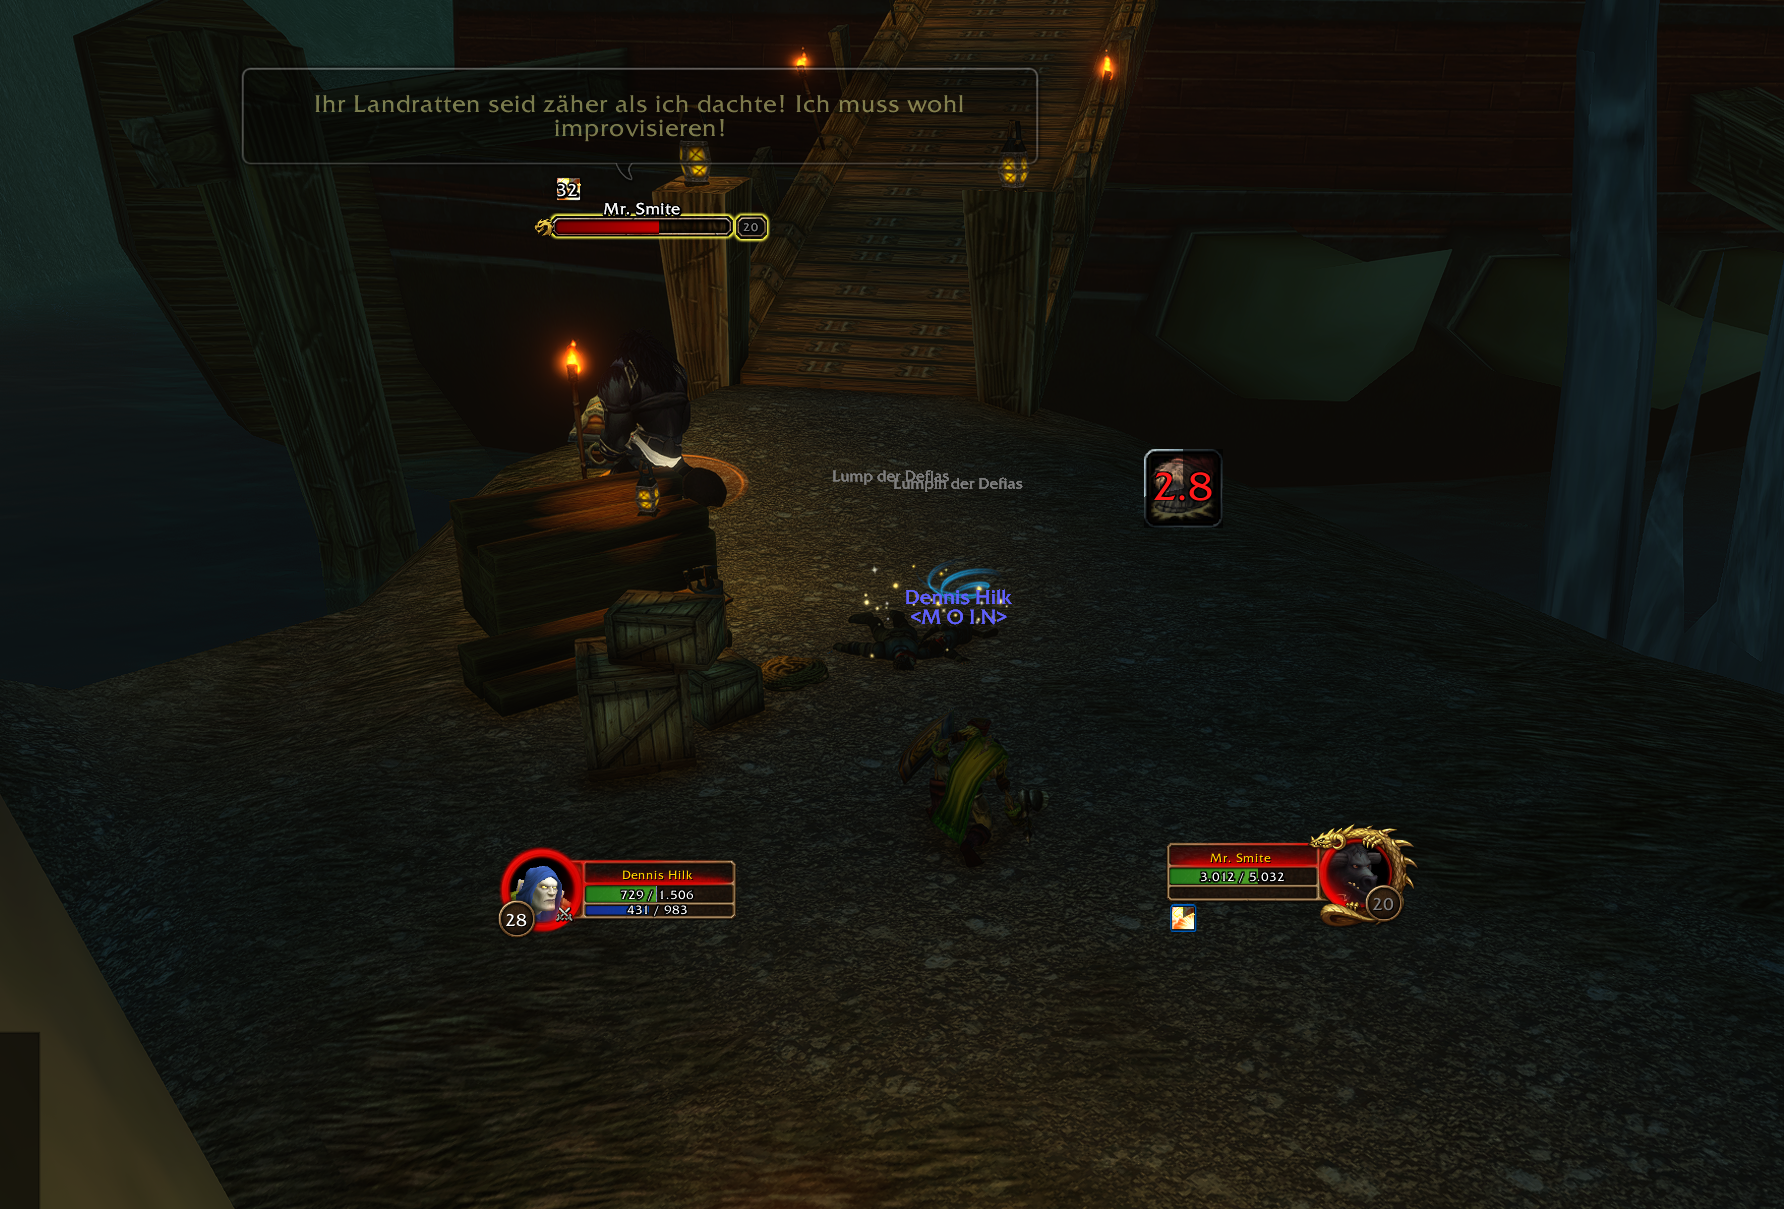 Ihr Landratten seid zäher als ich dachte! Ich muss wohl
improvisieren!
32
Mr. Smite
20
Lump der Defias
Lumpin der Defias
2.8
Dennis Hilk
<M O I N>
Dennis Hilk
729 / 1.506
431 / 983
28
Mr. Smite
3.012 / 5.032
20